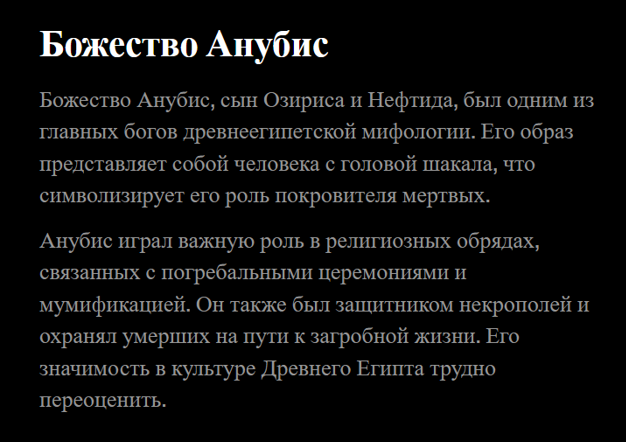 Божество Анубис
Божество Анубис, сын Озириса и Нефтида, был одним из
главных богов древнеегипетской мифологии. Его образ
представляет собой человека с головой шакала, что
символизирует его роль покровителя мертвых.
Анубис играл важную роль в религиозных обрядах,
связанных с погребальными церемониями и
мумификацией. Он также был защитником некрополей и
охранял умерших на пути к загробной жизни. Его
значимость в культуре Древнего Египта трудно
переоценить.